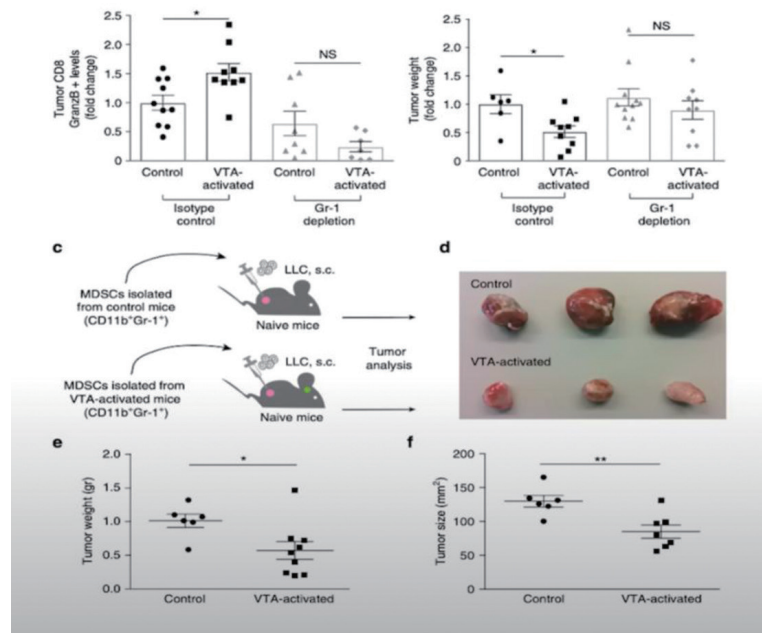 Tumor CD8
GranzB + levels
(fold change)
2.5
2.0
1.5
1.0
0.5
0
*
NS
Control
VTA-
activated
Control
VTA-
activated
Isotype
control
Gr-1
depletion
Tumor weight
(fold change)
2.5
2.0
1.5
1.0
0.5
0
*
NS
Control
VTA-
activated
Control
VTA-
activated
Isotype
control
Gr-1
depletion
c
MDSCs isolated
from control mice
(CD11b+Gr-1+)
LLC, s.c.
Naive mice
MDSCs isolated from
VTA-activated mice
(CD11b+Gr-1+)
LLC, s.c.
Naive mice
Tumor
analysis
d
Control
VTA-activated
e
Tumor weight (gr)
2.0
1.5
1.0
0.5
0.0
*
Control
VTA-activated
f
Tumor size (mm²)
200
150
100
50
0
**
Control
VTA-activated